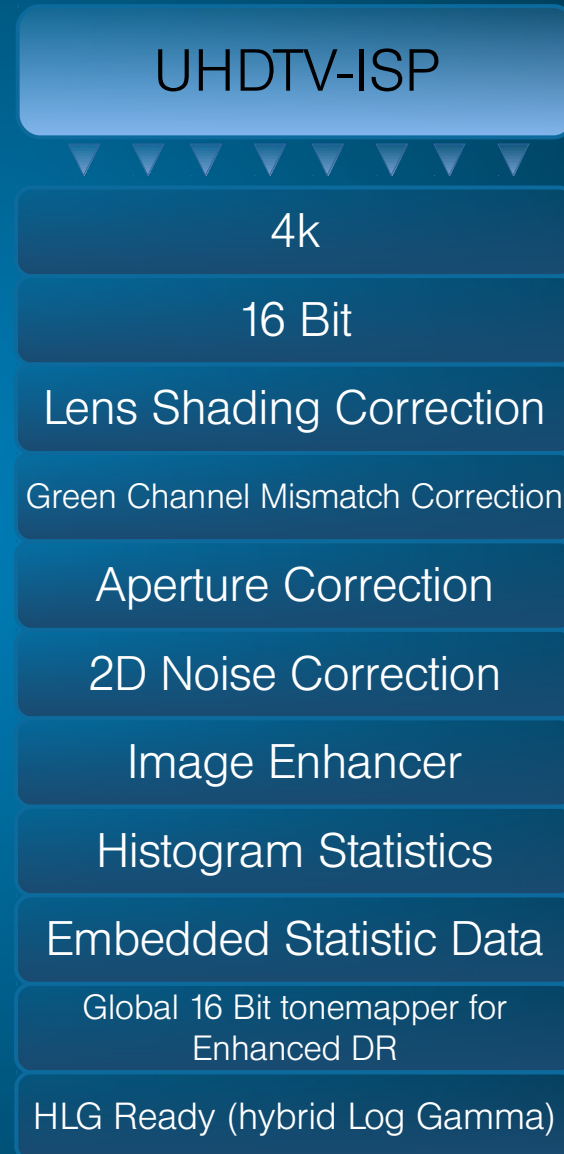 UHDTV-ISP
4k
16 Bit
Lens Shading Correction
Green Channel Mismatch Correction
Aperture Correction
2D Noise Correction
Image Enhancer
Histogram Statistics
Embedded Statistic Data
Global 16 Bit tonemapper for
Enhanced DR
HLG Ready (hybrid Log Gamma)